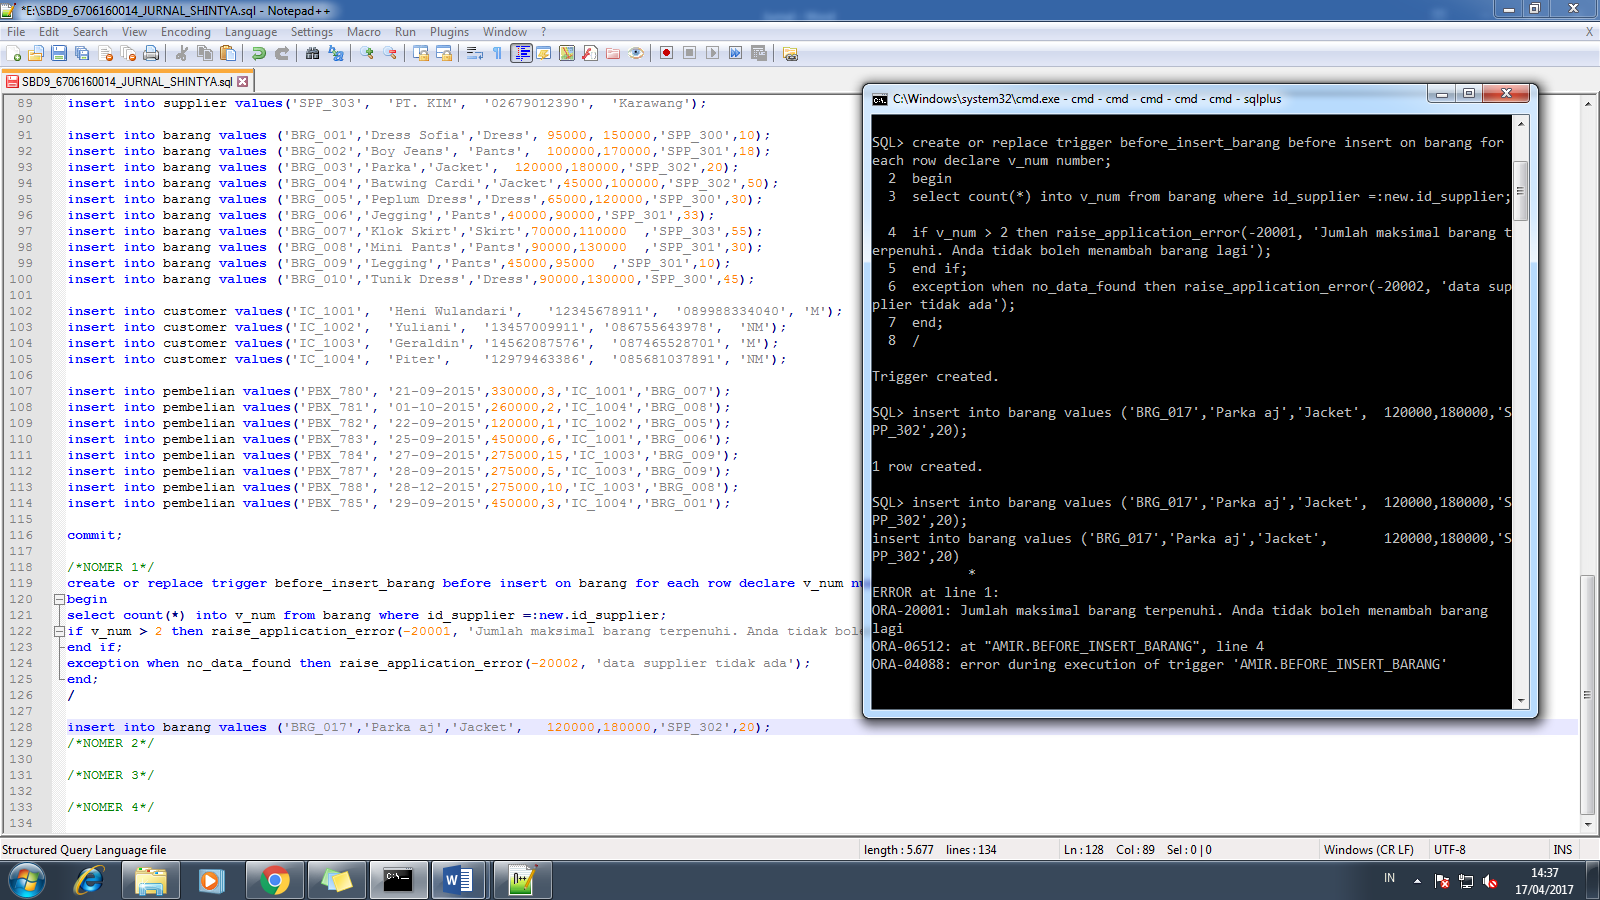 *E:\SBD9_6706160014_JURNAL_SHINTYA.sql - Notepad++
File Edit Search View Encoding Language Settings Macro Run Plugins Window ? X
SBD9_6706160014_JURNAL_SHINTYA.sql
89 insert into supplier values('SPP_303', 'PT. KIM', '02679012390', 'Karawang');
90
91 insert into barang values ('BRG_001','Dress Sofia','Dress', 95000, 150000,'SPP_300',10);
92 insert into barang values ('BRG_002','Boy Jeans', 'Pants', 100000,170000,'SPP_301',18);
93 insert into barang values ('BRG_003','Parka','Jacket', 120000,180000,'SPP_302',20);
94 insert into barang values ('BRG_004','Batwing Cardi','Jacket',45000,100000,'SPP_302',50);
95 insert into barang values ('BRG_005','Peplum Dress','Dress',65000,120000,'SPP_300',30);
96 insert into barang values ('BRG_006','Jegging','Pants',40000,90000,'SPP_301',33);
97 insert into barang values ('BRG_007','Klok Skirt','Skirt',70000,110000 ,'SPP_303',55);
98 insert into barang values ('BRG_008','Mini Pants','Pants',90000,130000 ,'SPP_301',30);
99 insert into barang values ('BRG_009','Legging','Pants',45000,95000 ,'SPP_301',10);
100 insert into barang values ('BRG_010','Tunik Dress','Dress',90000,130000,'SPP_300',45);
101
102 insert into customer values('IC_1001', 'Heni Wulandari', '12345678911', '089988334040', 'M');
103 insert into customer values('IC_1002', 'Yuliani', '13457009911', '086755643978', 'NM');
104 insert into customer values('IC_1003', 'Geraldin', '14562087576', '087465528701', 'M');
105 insert into customer values('IC_1004', 'Piter', '12979463386', '085681037891', 'NM');
106
107 insert into pembelian values('PBX_780', '21-09-2015',330000,3,'IC_1001','BRG_007');
108 insert into pembelian values('PBX_781', '01-10-2015',260000,2,'IC_1004','BRG_008');
109 insert into pembelian values('PBX_782', '22-09-2015',120000,1,'IC_1002','BRG_005');
110 insert into pembelian values('PBX_783', '25-09-2015',450000,6,'IC_1001','BRG_006');
111 insert into pembelian values('PBX_784', '27-09-2015',275000,15,'IC_1003','BRG_009');
112 insert into pembelian values('PBX_787', '28-09-2015',275000,5,'IC_1003','BRG_009');
113 insert into pembelian values('PBX_788', '28-12-2015',275000,10,'IC_1003','BRG_008');
114 insert into pembelian values('PBX_785', '29-09-2015',450000,3,'IC_1004','BRG_001');
115
116 commit;
117
118 /*NOMER 1*/
119 create or replace trigger before_insert_barang before insert on barang for each row declare v_num nu
120 begin
121 select count(*) into v_num from barang where id_supplier =:new.id_supplier;
122 if v_num > 2 then raise_application_error(-20001, 'Jumlah maksimal barang terpenuhi. Anda tidak bole
123 end if;
124 exception when no_data_found then raise_application_error(-20002, 'data supplier tidak ada');
125 end;
126 /
127
128 insert into barang values ('BRG_017','Parka aj','Jacket', 120000,180000,'SPP_302',20);
129 /*NOMER 2*/
130
131 /*NOMER 3*/
132
133 /*NOMER 4*/
134
C:\Windows\system32\cmd.exe - cmd - cmd - cmd - cmd - cmd - sqlplus
SQL> create or replace trigger before_insert_barang before insert on barang for
each row declare v_num number;
2 begin
3 select count(*) into v_num from barang where id_supplier =:new.id_supplier;
4 if v_num > 2 then raise_application_error(-20001, 'Jumlah maksimal barang t
erpenuhi. Anda tidak boleh menambah barang lagi');
5 end if;
6 exception when no_data_found then raise_application_error(-20002, 'data sup
plier tidak ada');
7 end;
8 /
Trigger created.
SQL> insert into barang values ('BRG_017','Parka aj','Jacket', 120000,180000,'S
PP_302',20);
1 row created.
SQL> insert into barang values ('BRG_017','Parka aj','Jacket', 120000,180000,'S
PP_302',20);
insert into barang values ('BRG_017','Parka aj','Jacket', 120000,180000,'S
PP_302',20)
*
ERROR at line 1:
ORA-20001: Jumlah maksimal barang terpenuhi. Anda tidak boleh menambah barang
lagi
ORA-06512: at "AMIR.BEFORE_INSERT_BARANG", line 4
ORA-04088: error during execution of trigger 'AMIR.BEFORE_INSERT_BARANG'
Structured Query Language file length : 5.677 lines : 134 Ln : 128 Col : 89 Sel : 0 | 0 Windows (CR LF) UTF-8 INS
IN 14:37
17/04/2017